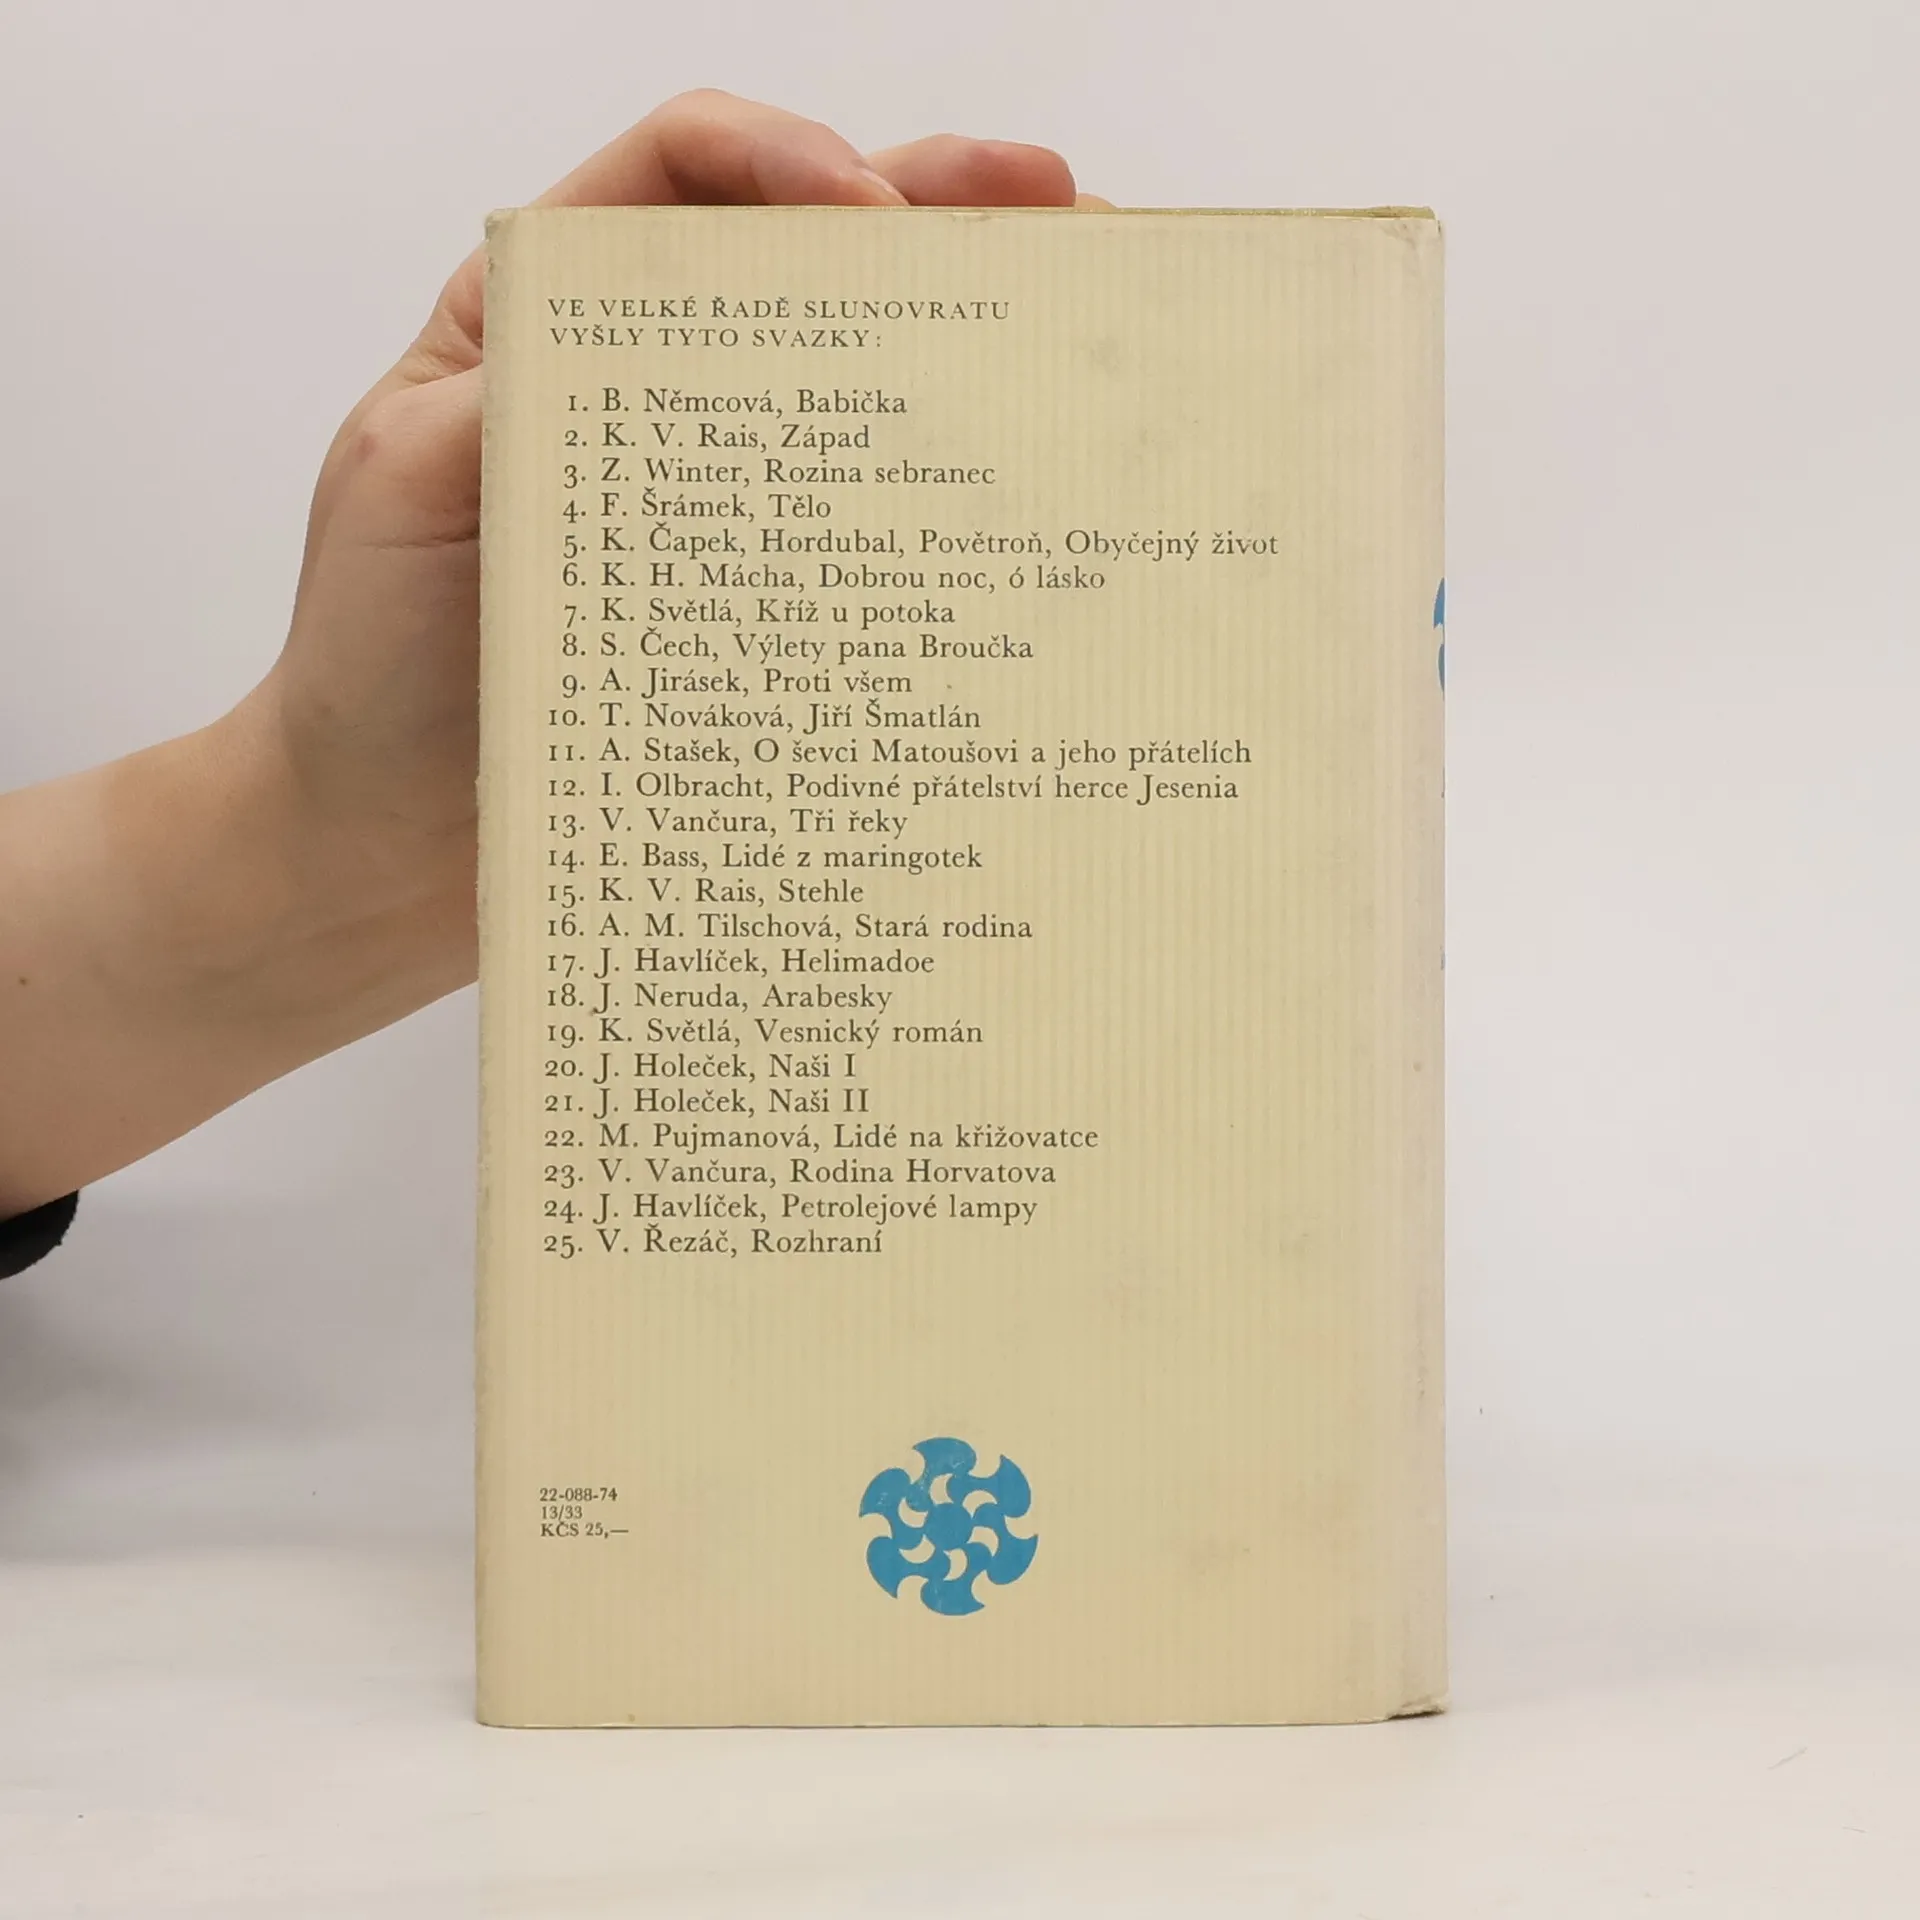 VE VELKÉ ŘADĚ SLUNOVRATU
VYŠLY TYTO SVAZKY:
1. B. Němcová, Babička
2. K. V. Rais, Západ
3. Z. Winter, Rozina sebranec
4. F. Šrámek, Tělo
5. K. Čapek, Hordubal, Povětroň, Obyčejný život
6. K. H. Mácha, Dobrou noc, ó lásko
7. K. Světlá, Kříž u potoka
8. S. Čech, Výlety pana Broučka
9. A. Jirásek, Proti všem
10. T. Nováková, Jiří Šmatlán
11. A. Stašek, O ševci Matoušovi a jeho přátelích
12. I. Olbracht, Podivné přátelství herce Jesenia
13. V. Vančura, Tři řeky
14. E. Bass, Lidé z maringotek
15. K. V. Rais, Stehle
16. A. M. Tilschová, Stará rodina
17. J. Havlíček, Helimadoe
18. J. Neruda, Arabesky
19. K. Světlá, Vesnický román
20. J. Holeček, Naši I
21. J. Holeček, Naši II
22. M. Pujmanová, Lidé na křižovatce
23. V. Vančura, Rodina Horvatova
24. J. Havlíček, Petrolejové lampy
25. V. Řezáč, Rozhraní
22-088-74
13/33
KČS 25,—